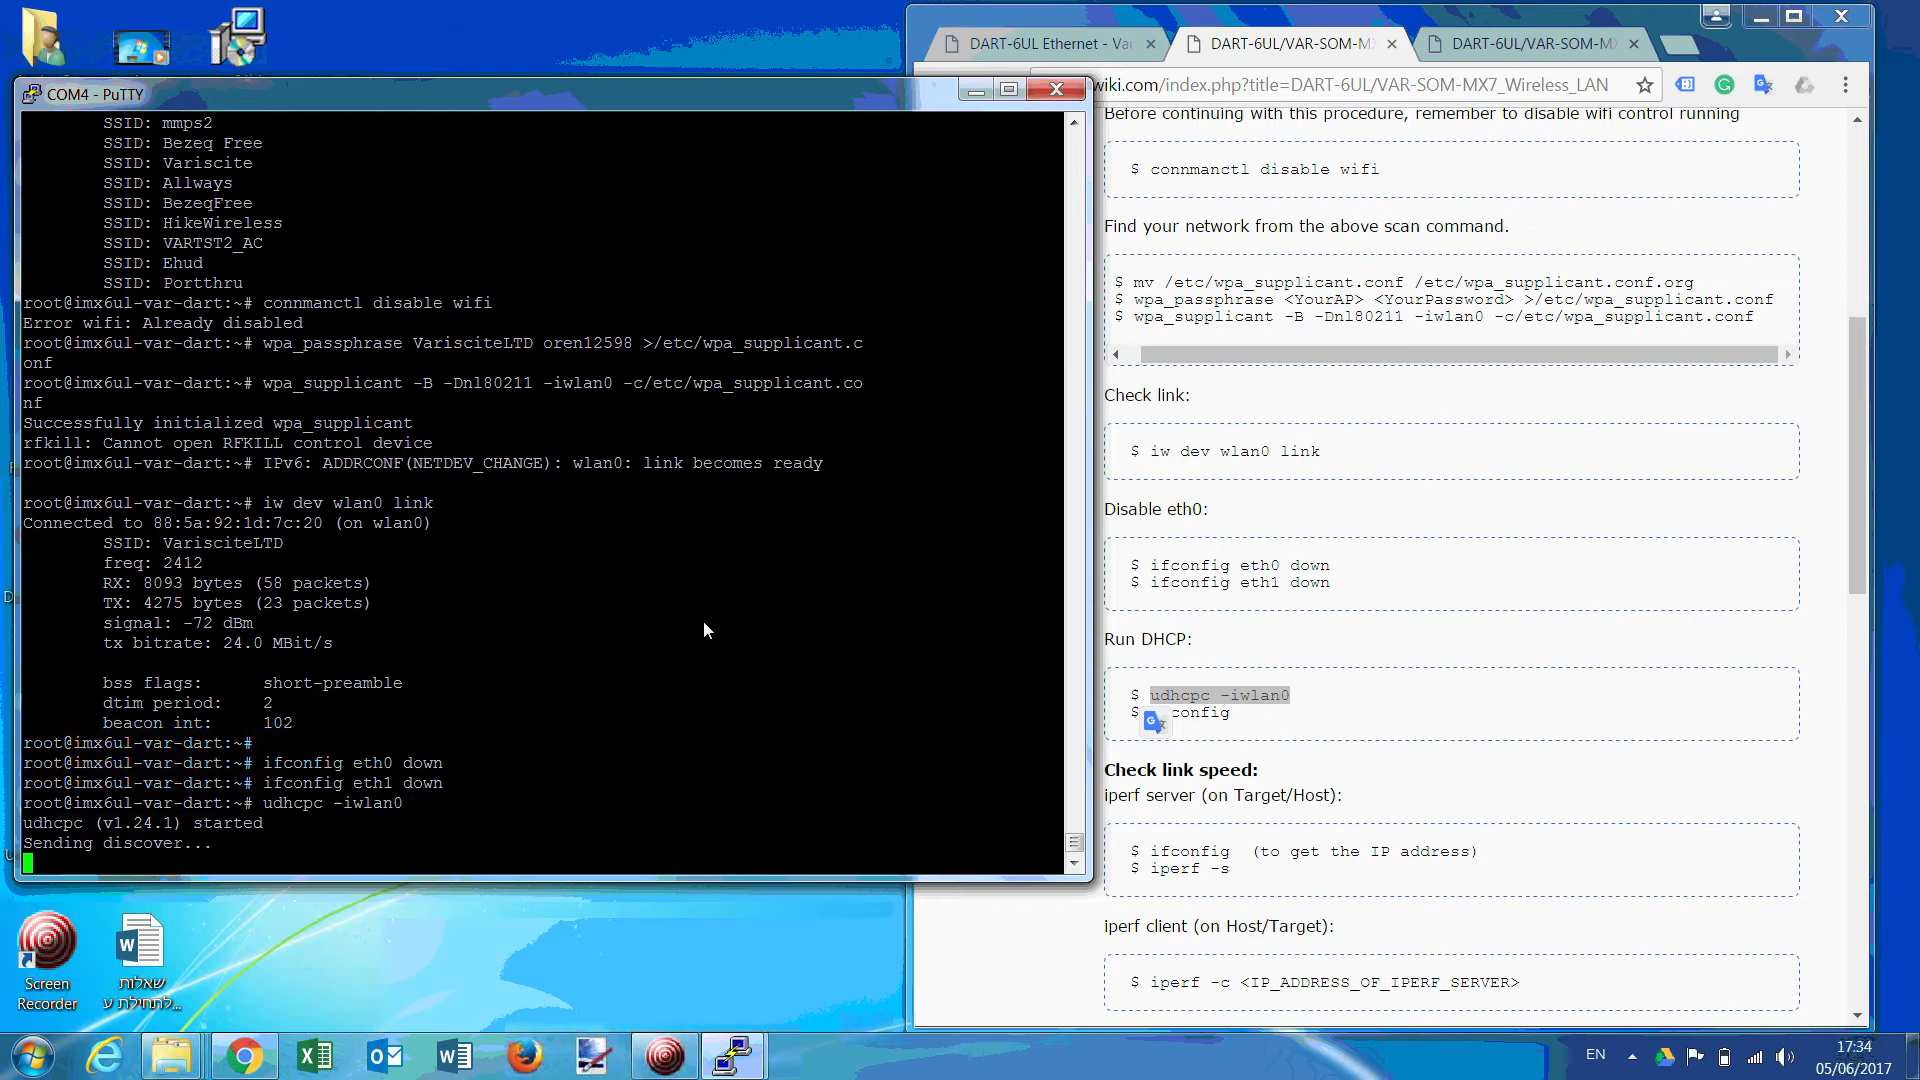 COM4 - PuTTY
SSID: mmps2
SSID: Bezeq Free
SSID: Variscite
SSID: Allways
SSID: BezeqFree
SSID: HikeWireless
SSID: VARTST2_AC
SSID: Ehud
SSID: Portthru
root@imx6ul-var-dart:~# connmanctl disable wifi
Error wifi: Already disabled
root@imx6ul-var-dart:~# wpa_passphrase VarisciteLTD oren12598 >/etc/wpa_supplicant.c
onf
root@imx6ul-var-dart:~# wpa_supplicant -B -Dnl80211 -iwlan0 -c/etc/wpa_supplicant.co
nf
Successfully initialized wpa_supplicant
rfkill: Cannot open RFKILL control device
root@imx6ul-var-dart:~# IPv6: ADDRCONF(NETDEV_CHANGE): wlan0: link becomes ready
root@imx6ul-var-dart:~# iw dev wlan0 link
Connected to 88:5a:92:1d:7c:20 (on wlan0)
SSID: VarisciteLTD
freq: 2412
RX: 8093 bytes (58 packets)
TX: 4275 bytes (23 packets)
signal: -72 dBm
tx bitrate: 24.0 MBit/s
bss flags: short-preamble
dtim period: 2
beacon int: 102
root@imx6ul-var-dart:~#
root@imx6ul-var-dart:~# ifconfig eth0 down
root@imx6ul-var-dart:~# ifconfig eth1 down
root@imx6ul-var-dart:~# udhcpc -iwlan0
udhcpc (v1.24.1) started
Sending discover...
DART-6UL Ethernet - Va
DART-6UL/VAR-SOM-M
DART-6UL/VAR-SOM-M
wiki.com/index.php?title=DART-6UL/VAR-SOM-MX7_Wireless_LAN
Before continuing with this procedure, remember to disable wifi control running
$ connmanctl disable wifi
Find your network from the above scan command.
$ mv /etc/wpa_supplicant.conf /etc/wpa_supplicant.conf.org
$ wpa_passphrase <YourAP> <YourPassword> >/etc/wpa_supplicant.conf
$ wpa_supplicant -B -Dnl80211 -iwlan0 -c/etc/wpa_supplicant.conf
Check link:
$ iw dev wlan0 link
Disable eth0:
$ ifconfig eth0 down
$ ifconfig eth1 down
Run DHCP:
$ udhcpc -iwlan0
$ config
Check link speed:
iperf server (on Target/Host):
$ ifconfig (to get the IP address)
$ iperf -s
iperf client (on Host/Target):
$ iperf -c <IP_ADDRESS_OF_IPERF_SERVER>
Screen
Recorder
שאלות
לתחילת ע...
EN
17:34
05/06/2017